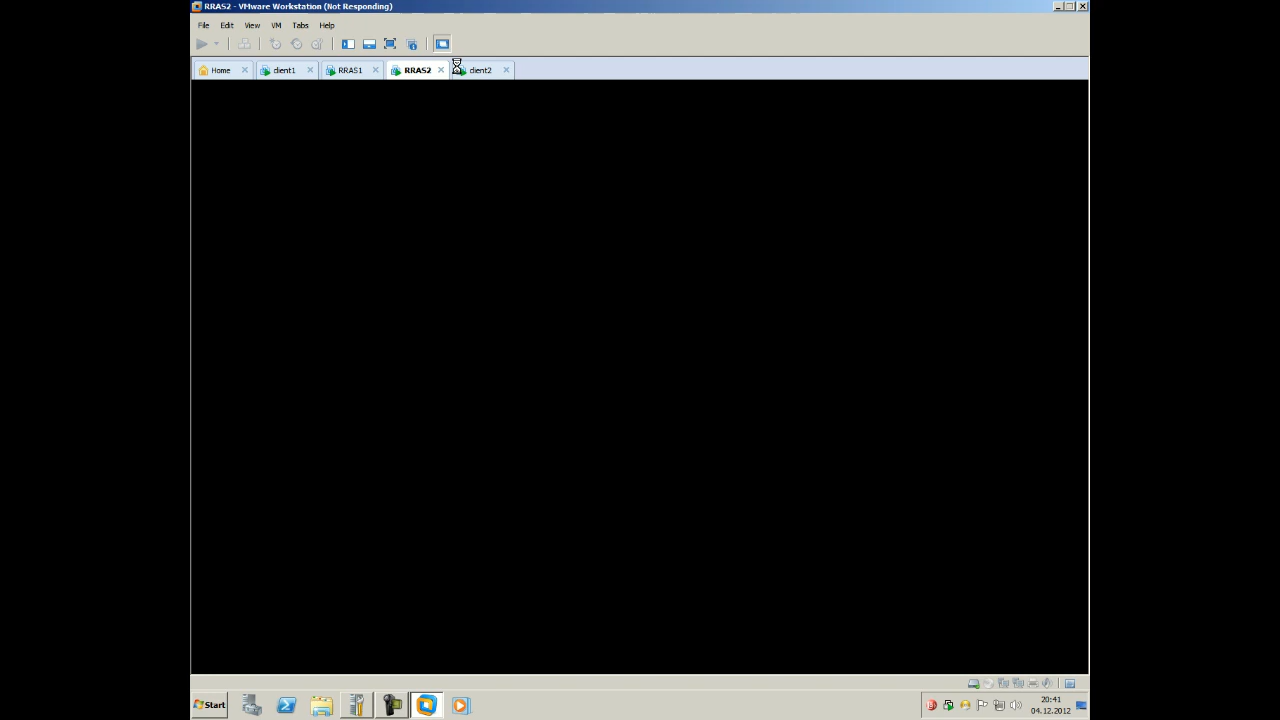 RRAS2 - VMware Workstation (Not Responding)
File Edit View VM Tabs Help
Home client1 RRAS1 RRAS2 client2
Start
20:41
04.12.2012